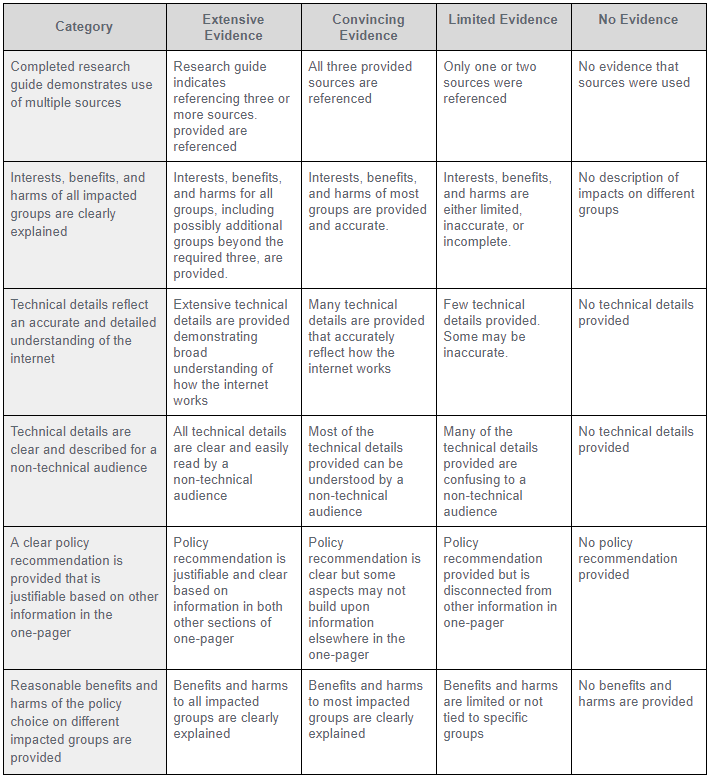 Category
Extensive
Evidence
Convincing
Evidence
Limited Evidence
No Evidence
Completed research
guide demonstrates use
of multiple sources
Research guide
indicates
referencing three or
more sources.
provided are
referenced
All three provided
sources are
referenced
Only one or two
sources were
referenced
No evidence that
sources were used
Interests, benefits, and
harms of all impacted
groups are clearly
explained
Interests, benefits,
and harms for all
groups, including
possibly additional
groups beyond the
required three, are
provided.
Interests, benefits,
and harms of most
groups are provided
and accurate.
Interests, benefits,
and harms are
either limited,
inaccurate, or
incomplete.
No description of
impacts on different
groups
Technical details reflect
an accurate and detailed
understanding of the
internet
Extensive technical
details are provided
demonstrating
broad
understanding of
how the internet
works
Many technical
details are provided
that accurately
reflect how the
internet works
Few technical
details provided.
Some may be
inaccurate.
No technical details
provided
Technical details are
clear and described for a
non-technical audience
All technical details
are clear and easily
read by a
non-technical
audience
Most of the
technical details
provided can be
understood by a
non-technical
audience
Many of the
technical details
provided are
confusing to a
non-technical
audience
No technical details
provided
A clear policy
recommendation is
provided that is
justifiable based on other
information in the
one-pager
Policy
recommendation is
justifiable and clear
based on
information in both
other sections of
one-pager
Policy
recommendation is
clear but some
aspects may not
build upon
information
elsewhere in the
one-pager
Policy
recommendation
provided but is
disconnected from
other information in
one-pager
No policy
recommendation
provided
Reasonable benefits and
harms of the policy
choice on different
impacted groups are
provided
Benefits and harms
to all impacted
groups are clearly
explained
Benefits and harms
to most impacted
groups are clearly
explained
Benefits and harms
are limited or not
tied to specific
groups
No benefits and
harms are provided